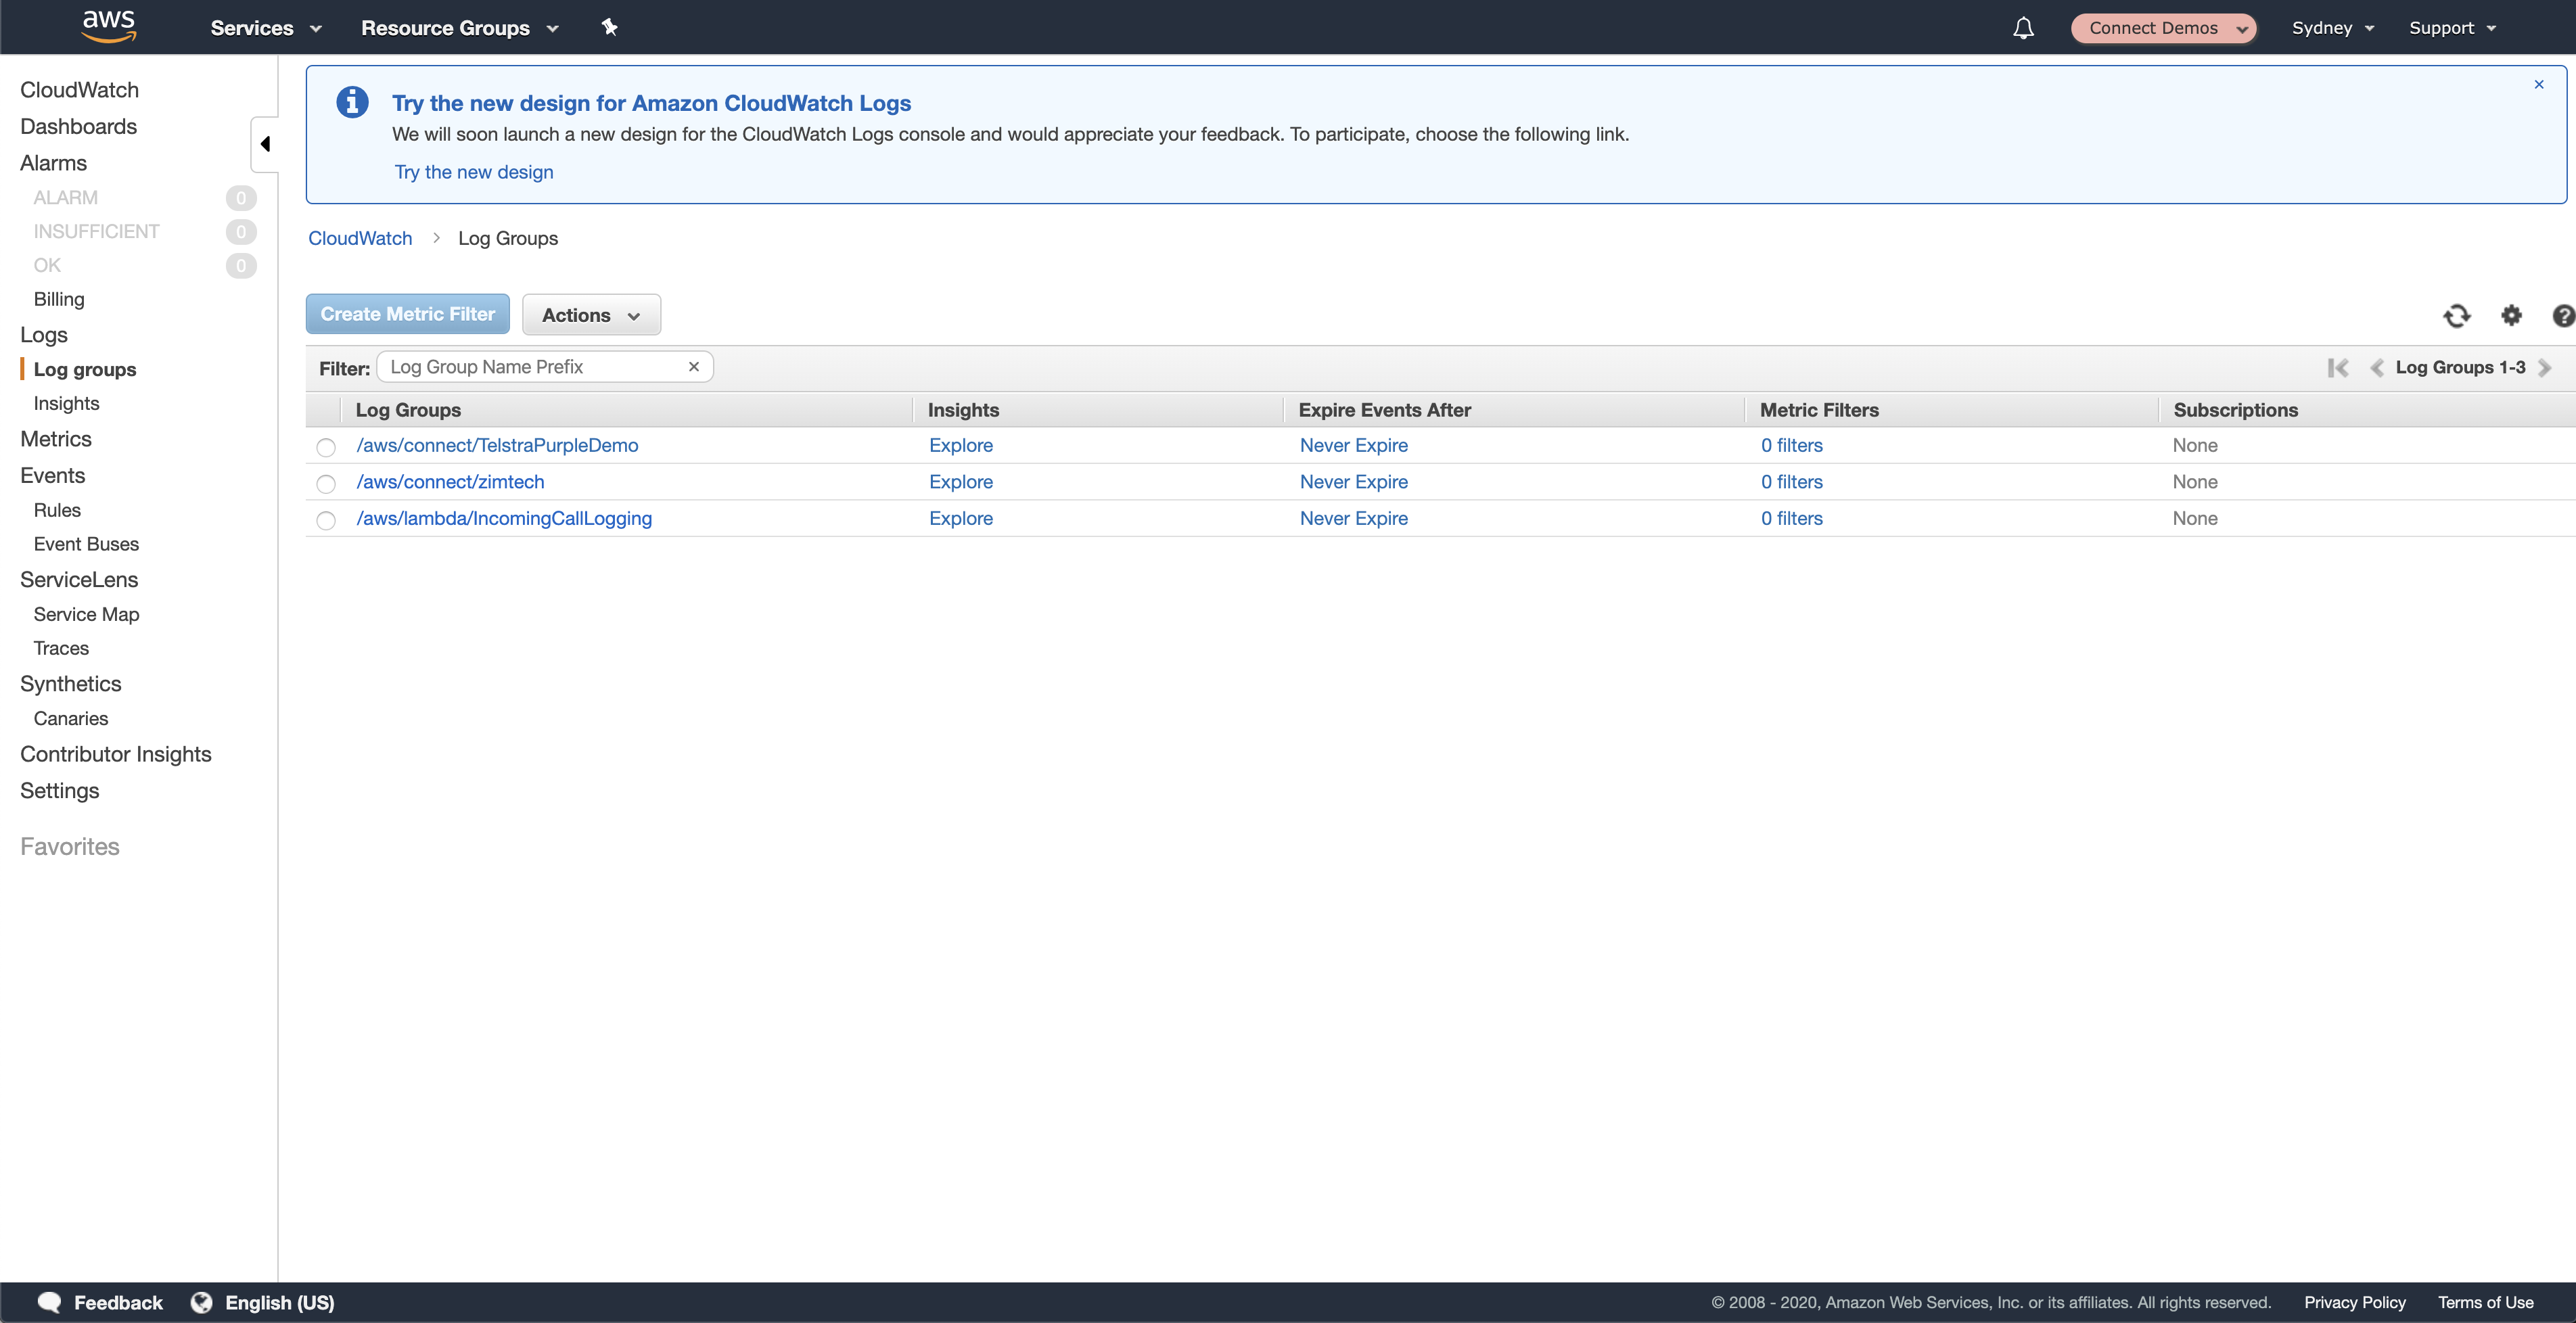 aws Services Resource Groups Connect Demos Sydney Support
CloudWatch
Dashboards
Alarms
ALARM 0
INSUFFICIENT 0
OK 0
Billing
Logs
Log groups
Insights
Metrics
Events
Rules
Event Buses
ServiceLens
Service Map
Traces
Synthetics
Canaries
Contributor Insights
Settings
Favorites
Try the new design for Amazon CloudWatch Logs
We will soon launch a new design for the CloudWatch Logs console and would appreciate your feedback. To participate, choose the following link.
Try the new design
CloudWatch > Log Groups
Create Metric Filter Actions
Filter: Log Group Name Prefix × Log Groups 1-3
Log Groups Insights Expire Events After Metric Filters Subscriptions
/aws/connect/TelstraPurpleDemo Explore Never Expire 0 filters None
/aws/connect/zimtech Explore Never Expire 0 filters None
/aws/lambda/IncomingCallLogging Explore Never Expire 0 filters None
Feedback English (US) © 2008 - 2020, Amazon Web Services, Inc. or its affiliates. All rights reserved. Privacy Policy Terms of Use